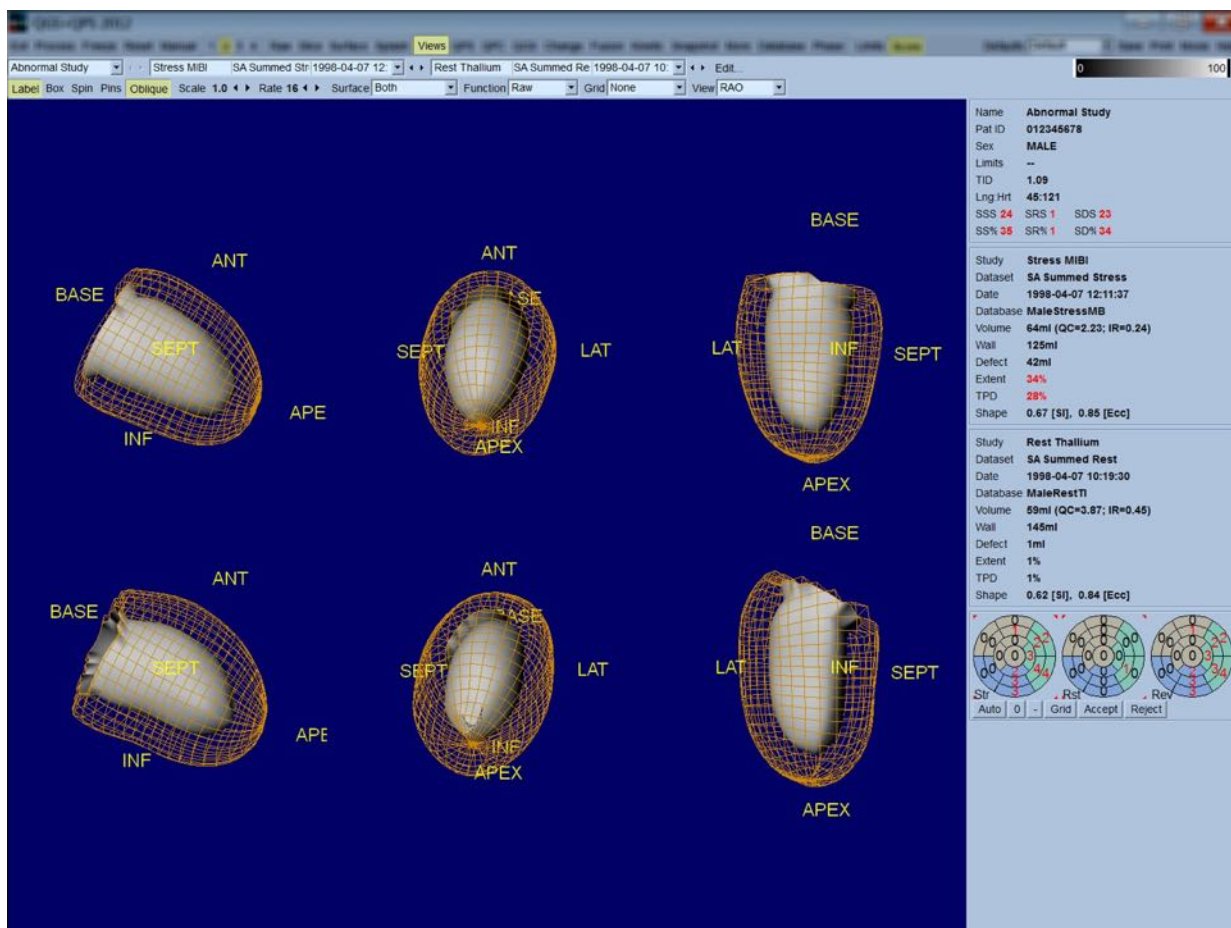 QGS+QPS 2012
Views
Abnormal Study Stress MIBI SA Summed Str 1998-04-07 12: Rest Thallium SA Summed Re 1998-04-07 10: Edit...
0 100
Label Box Spin Pins Oblique Scale 1.0 Rate 16 Surface Both Function Raw Grid None View RAO
BASE ANT SEPT INF APE
ANT SE SEPT LAT INF APEX
BASE LAT INF SEPT APEX
BASE ANT SEPT INF APE
ANT BASE SEPT LAT INF APEX
BASE LAT INF SEPT APEX
Name Abnormal Study
Pat ID 012345678
Sex MALE
Limits --
TID 1.09
Lng:Hrt 45:121
SSS 24 SRS 1 SDS 23
SS% 35 SR% 1 SD% 34
Study Stress MIBI
Dataset SA Summed Stress
Date 1998-04-07 12:11:37
Database MaleStressMB
Volume 64ml (QC=2.23; IR=0.24)
Wall 125ml
Defect 42ml
Extent 34%
TPD 28%
Shape 0.67 [SI], 0.85 [Ecc]
Study Rest Thallium
Dataset SA Summed Rest
Date 1998-04-07 10:19:30
Database MaleRestTl
Volume 59ml (QC=3.87; IR=0.45)
Wall 145ml
Defect 1ml
Extent 1%
TPD 1%
Shape 0.62 [SI], 0.84 [Ecc]
Str Rst Rev
Auto 0 - Grid Accept Reject